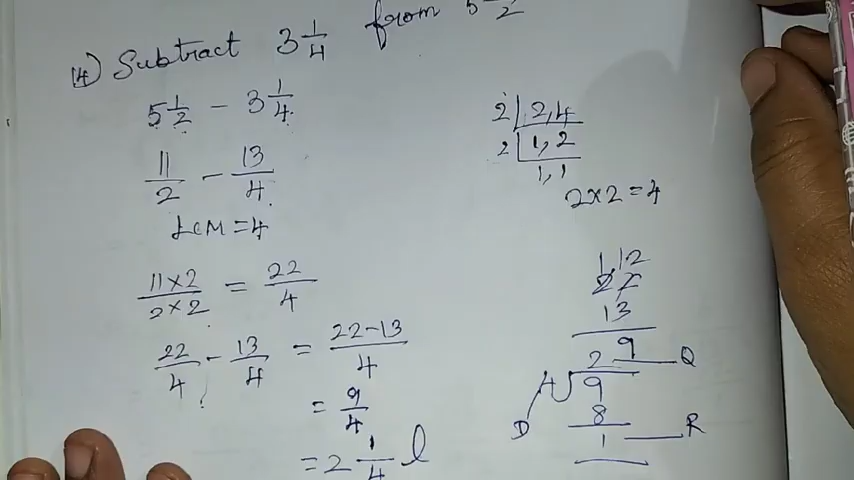 14) Subtract 3 1/4 from 5 1/2
5 1/2 - 3 1/4
11/2 - 13/4
LCM = 4
11×2/2×2 = 22/4
22/4 - 13/4 = 22-13/4
= 9/4
= 2 1/4 l
2 | 2, 4
2 | 1, 2
1, 1
2×2 = 4
1 12
22
13
9
2 Q
D 4 9
8
1 R